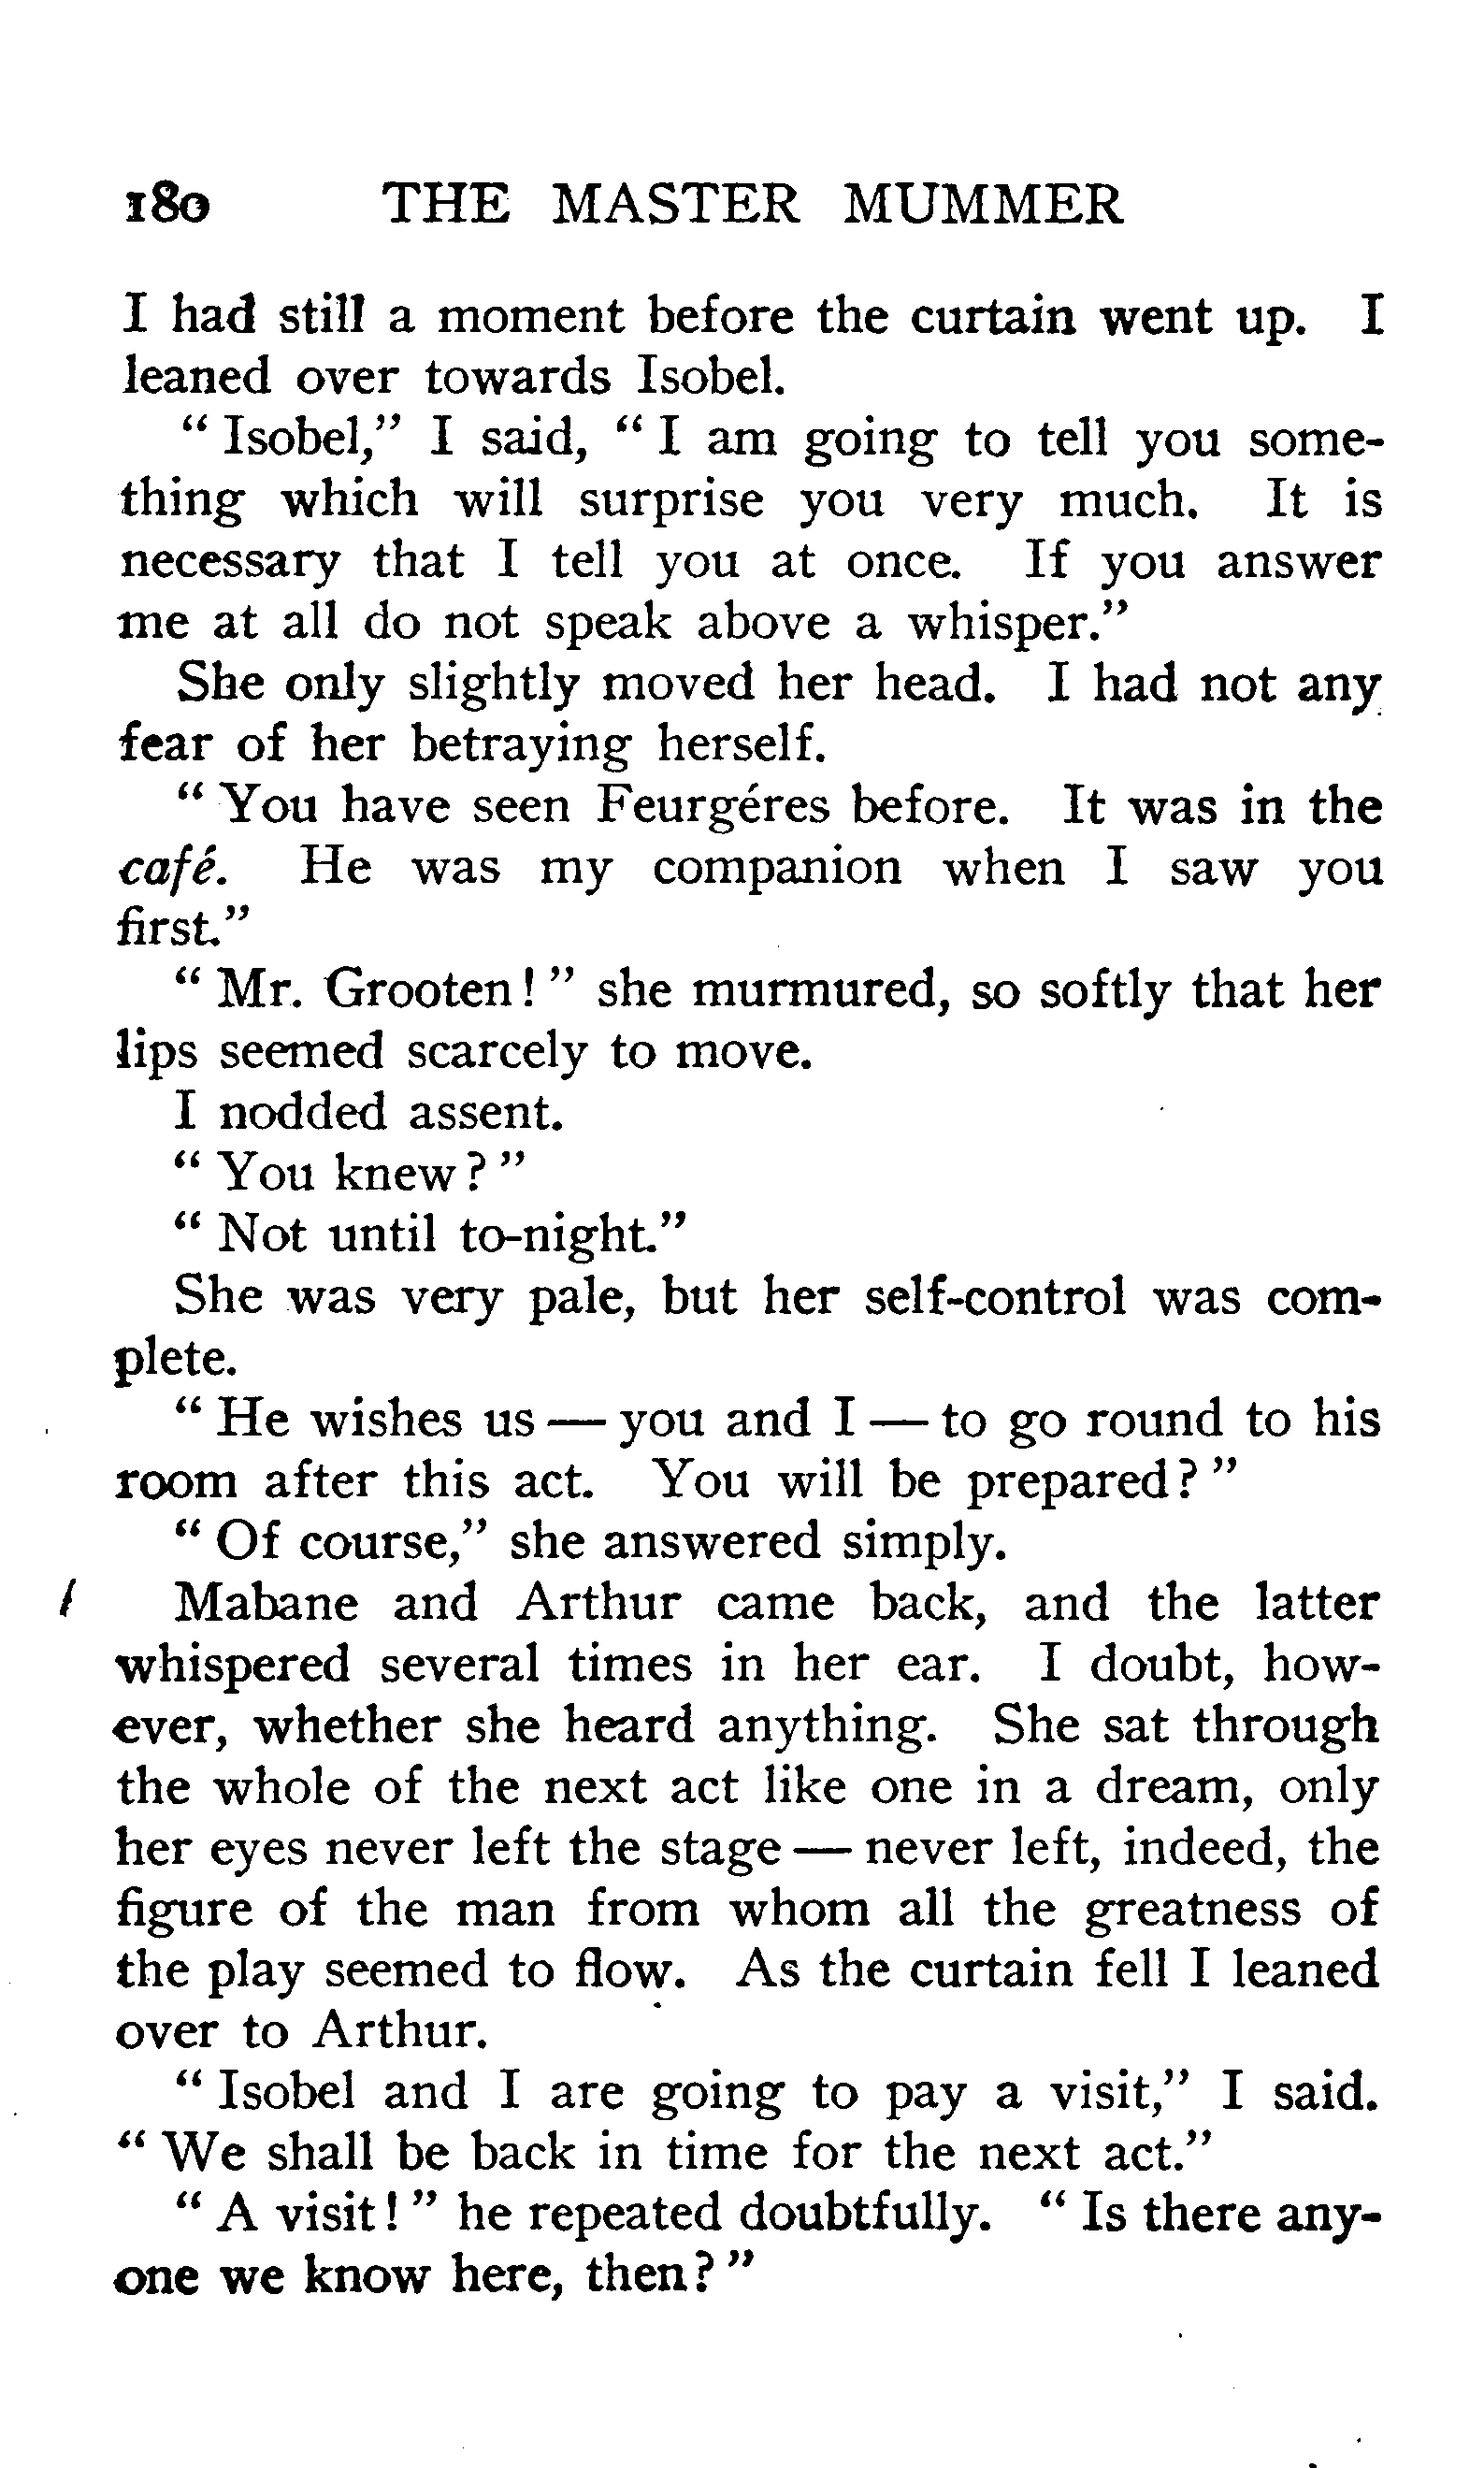 180 THE MASTER MUMMER
I had still a moment before the curtain went up. I
leaned over towards Isobel.
" Isobel," I said, " I am going to tell you some-
thing which will surprise you very much. It is
necessary that I tell you at once. If you answer
me at all do not speak above a whisper."
She only slightly moved her head. I had not any
fear of her betraying herself.
" You have seen Feurgéres before. It was in the
café. He was my companion when I saw you
first."
" Mr. Grooten! " she murmured, so softly that her
lips seemed scarcely to move.
I nodded assent.
" You knew? "
" Not until to-night."
She was very pale, but her self-control was com-
plete.
" He wishes us — you and I — to go round to his
room after this act. You will be prepared? "
" Of course," she answered simply.
Mabane and Arthur came back, and the latter
whispered several times in her ear. I doubt, how-
ever, whether she heard anything. She sat through
the whole of the next act like one in a dream, only
her eyes never left the stage — never left, indeed, the
figure of the man from whom all the greatness of
the play seemed to flow. As the curtain fell I leaned
over to Arthur.
" Isobel and I are going to pay a visit," I said.
" We shall be back in time for the next act."
" A visit! " he repeated doubtfully. " Is there any-
one we know here, then? "